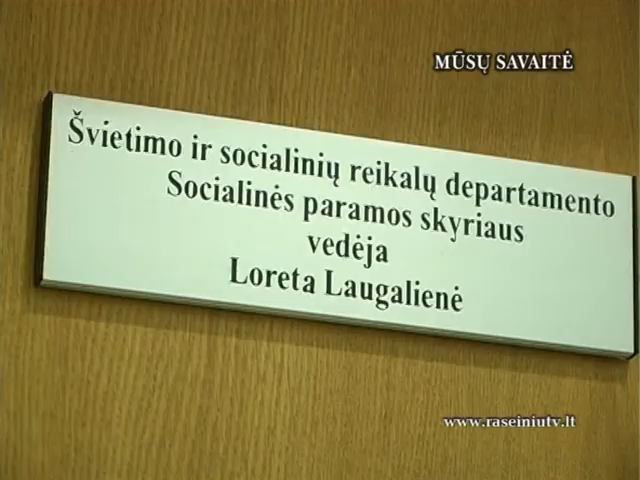 MŪSŲ SAVAITĖ
Švietimo ir socialinių reikalų departamento
Socialinės paramos skyriaus
vedėja
Loreta Laugalienė
www.raseiniutv.lt